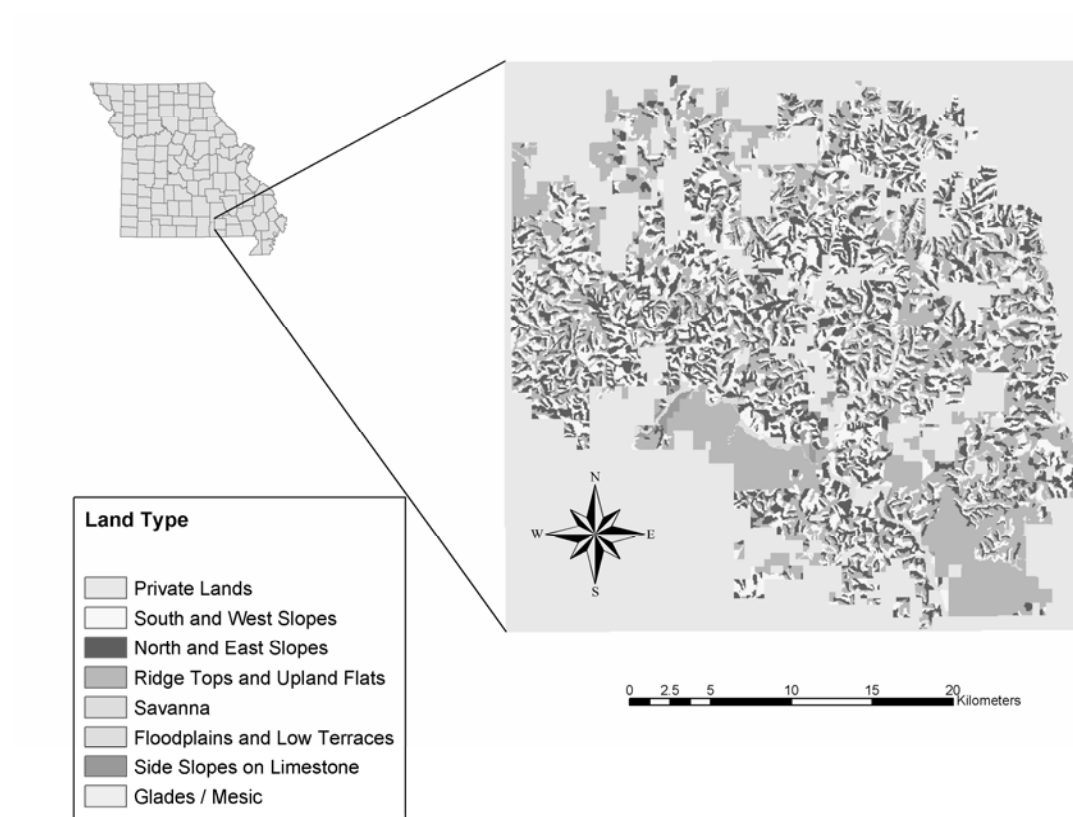 N
W
E
S
Land Type
Private Lands
South and West Slopes
North and East Slopes
Ridge Tops and Upland Flats
Savanna
Floodplains and Low Terraces
Side Slopes on Limestone
Glades / Mesic
0 2.5 5 10 15 20
Kilometers